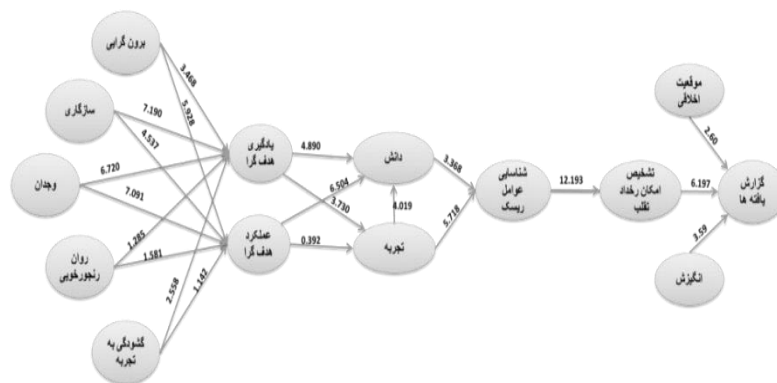 برون گرایی
سازگاری
وجدان
روان
رنجورخویی
گشودگی به
تجربه
3.468
5.928
7.190
4.537
6.720
7.091
1.285
1.581
2.558
1.142
یادگیری
هدف گرا
عملکرد
هدف گرا
4.890
6.504
3.730
0.392
دانش
4.019
تجربه
3.368
5.718
شناسایی
عوامل
ریسک
12.193
تشخیص
امکان رخداد
تقلب
موقعیت
اخلاقی
2.60
6.197
3.59
گزارش
یافته ها
انگیزش